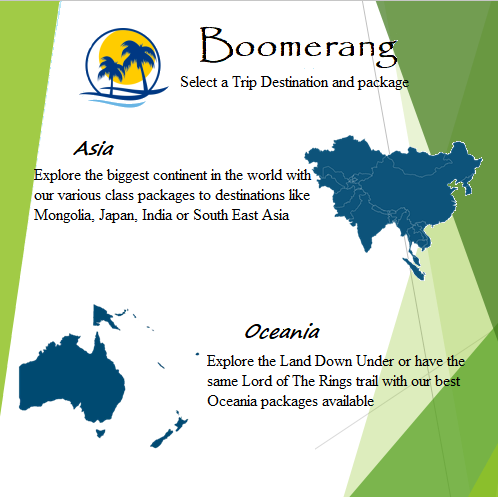 Boomerang
Select a Trip Destination and package
Asia
Explore the biggest continent in the world with
our various class packages to destinations like
Mongolia, Japan, India or South East Asia
Oceania
Explore the Land Down Under or have the
same Lord of The Rings trail with our best
Oceania packages available